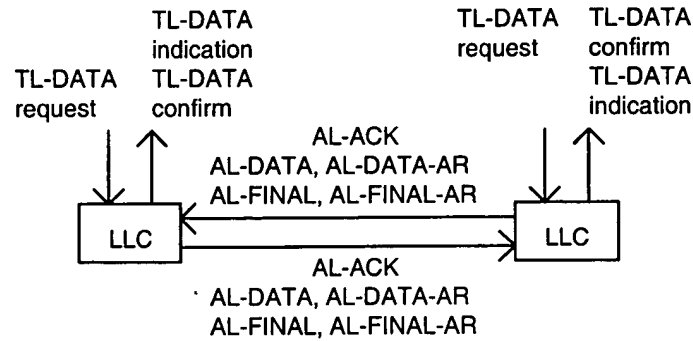 TL-DATA
indication
TL-DATA
request
TL-DATA
confirm
TL-DATA
request
TL-DATA
confirm
TL-DATA
indication
AL-ACK
AL-DATA, AL-DATA-AR
AL-FINAL, AL-FINAL-AR
LLC
LLC
AL-ACK
AL-DATA, AL-DATA-AR
AL-FINAL, AL-FINAL-AR